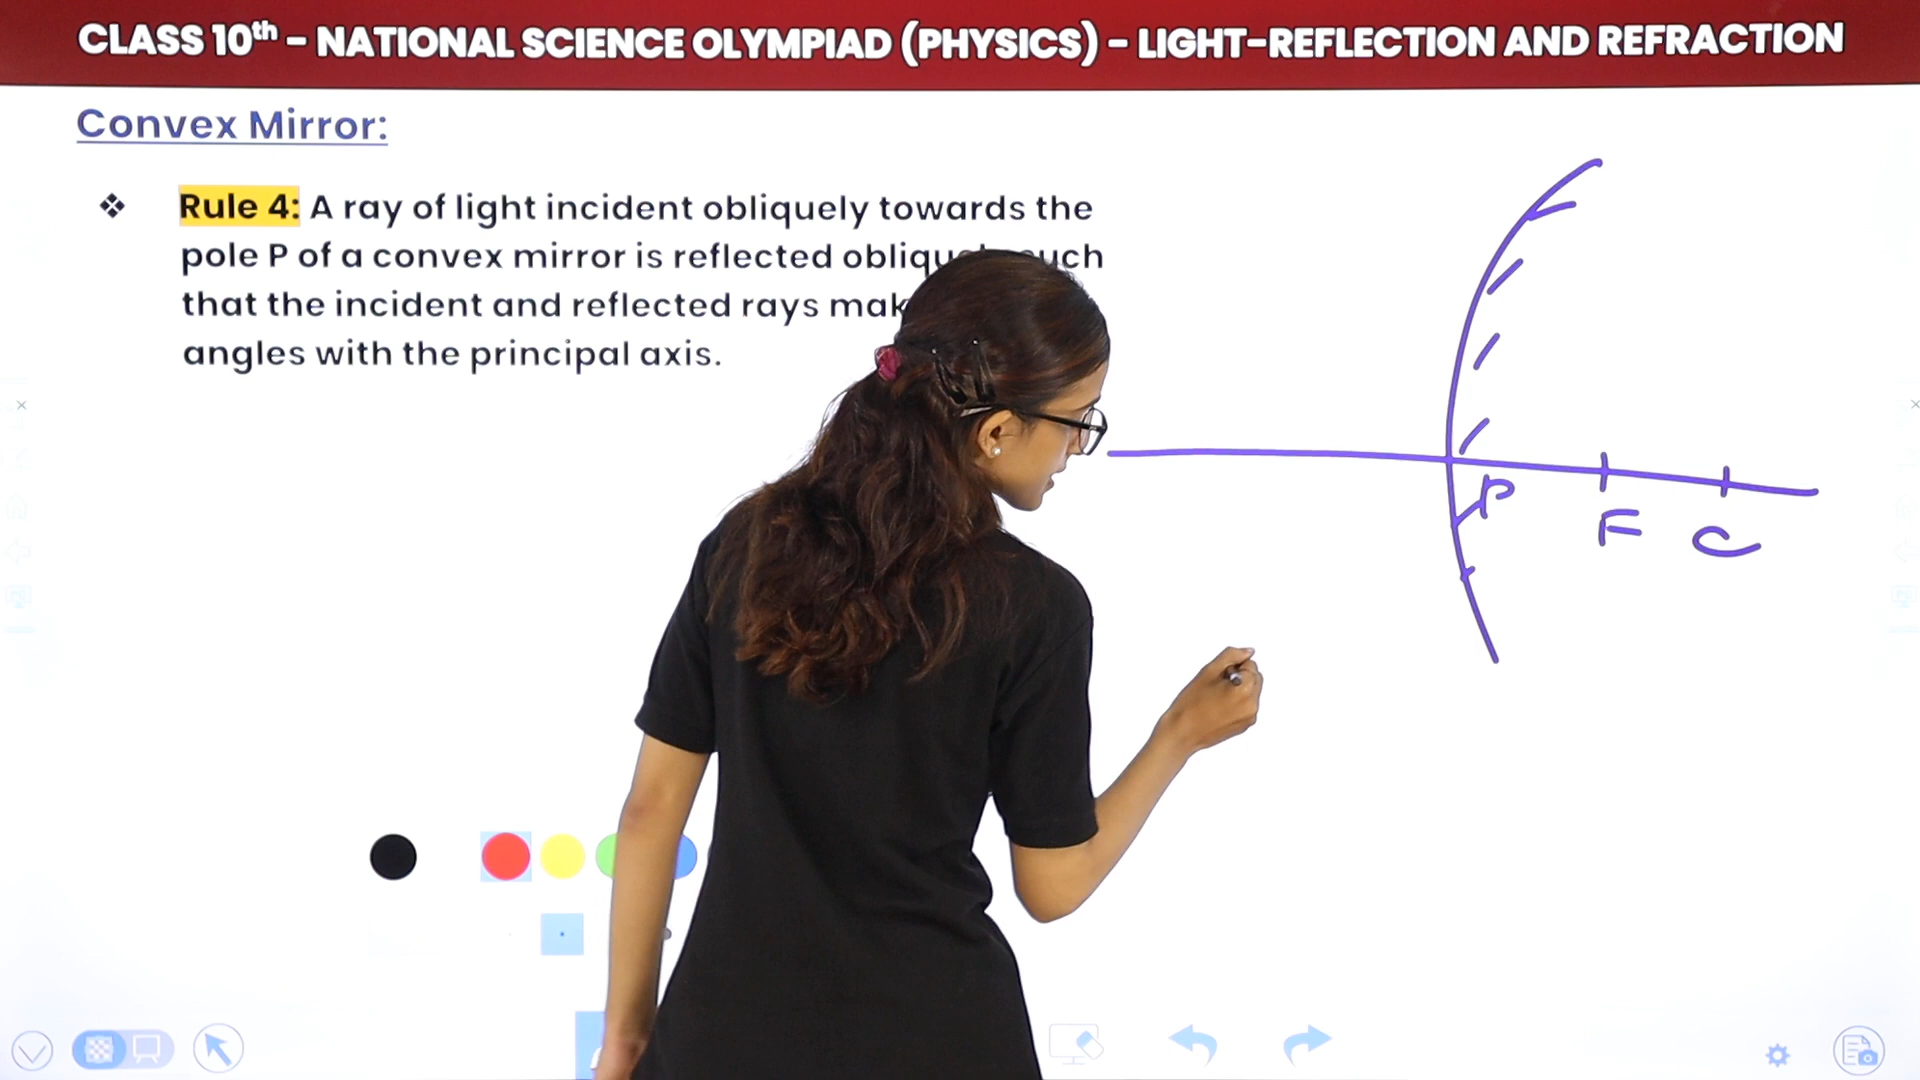 CLASS 10th - NATIONAL SCIENCE OLYMPIAD (PHYSICS) - LIGHT-REFLECTION AND REFRACTION
Convex Mirror:
❖ Rule 4: A ray of light incident obliquely towards the
pole P of a convex mirror is reflected
that the incident and reflected rays
angles with the principal axis.
P
F C